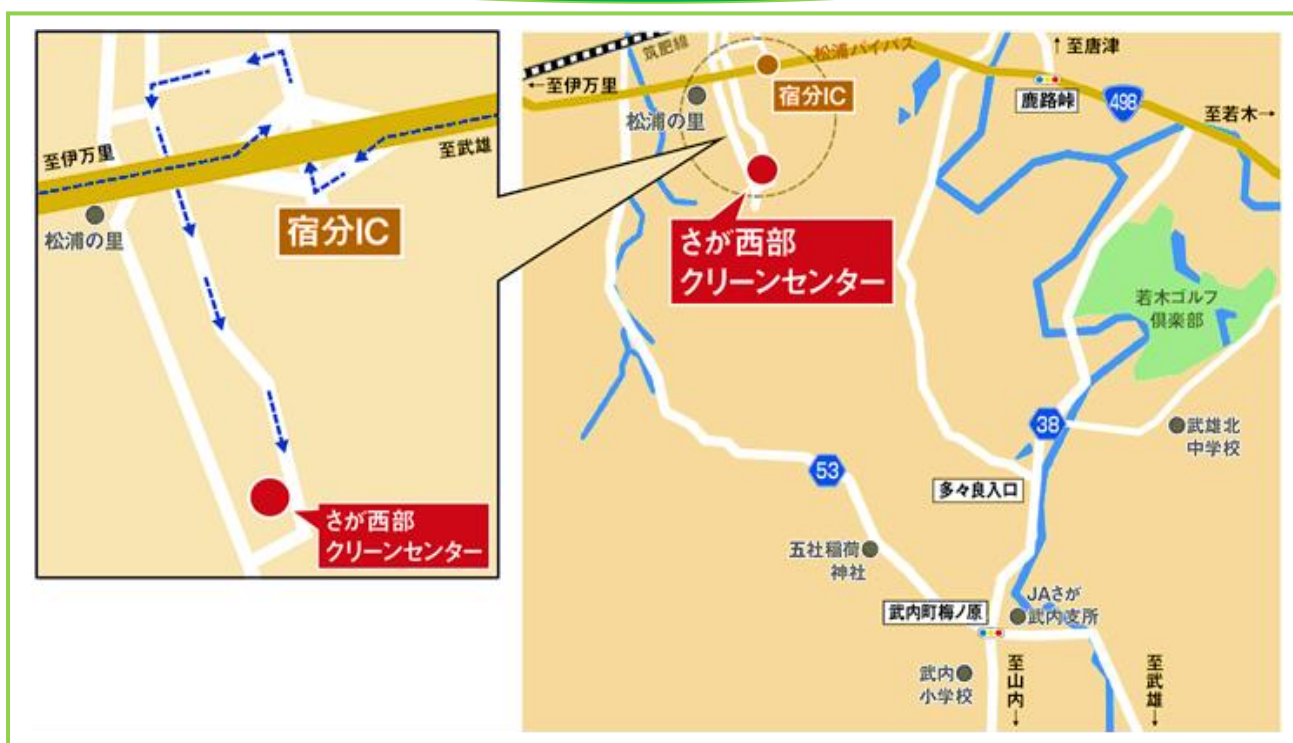 至伊万里
至武雄
松浦の里
宿分IC
さが西部
クリーンセンター
筑肥線
松浦バイパス
←至伊万里
宿分IC
松浦の里
↑至唐津
鹿路峠
498
至若木→
さが西部
クリーンセンター
若木ゴルフ
倶楽部
38
武雄北
中学校
53
多々良入口
五社稲荷
神社
武内町梅ノ原
JAさが
武内支所
武内
小学校
至山内↓
至武雄↓